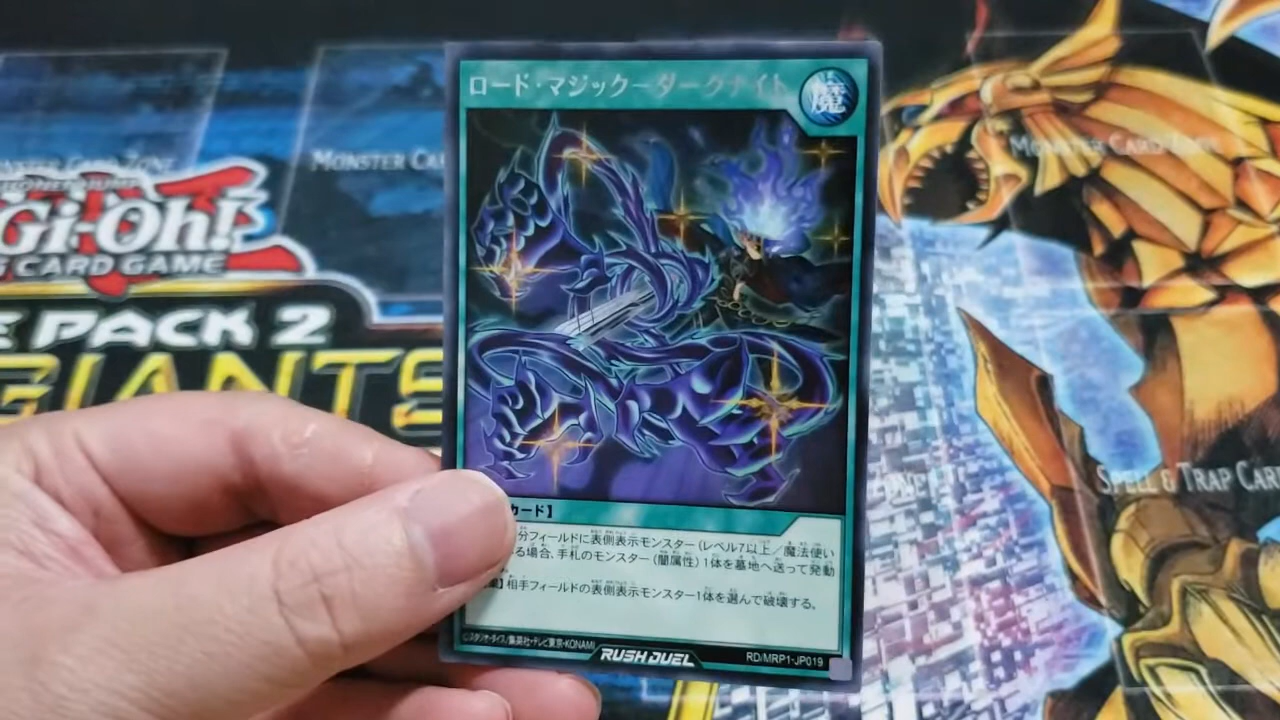 ロード・マジックーダークナイト
魔
MONSTER CARD ZONE
MONSTER CAR
MONSTER CARD ZONE
Gi-Oh!
CARD GAME
PACK 2
GIANTS
SPELL & TRAP CARD
カード】
分フィールドに表側表示モンスター(レベル7以上/魔法使い
る場合、手札のモンスター(闇属性)1体を墓地へ送って発動
】相手フィールドの表側表示モンスター1体を選んで破壊する。
©スタジオ・ダイス/集英社・テレビ東京・KONAMI
RUSH DUEL
RD/MRP1-JP019